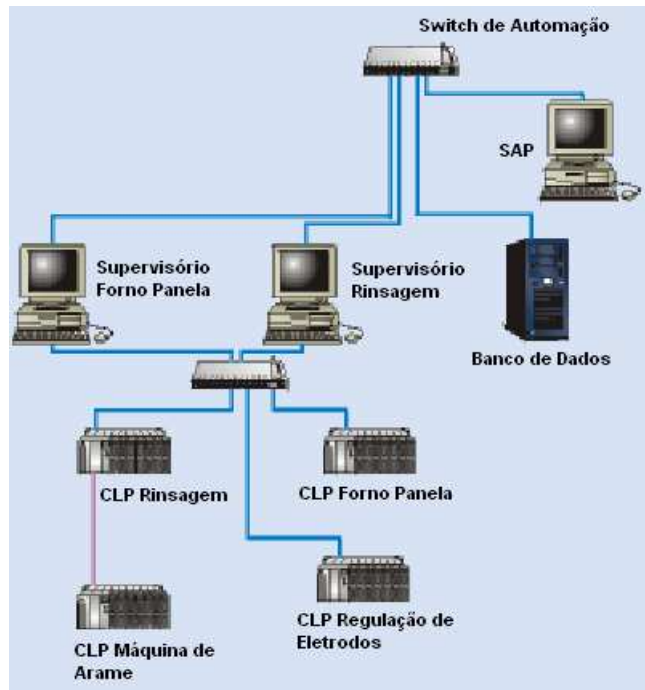 Switch de Automação
SAP
Supervisório
Forno Panela
Supervisório
Rinsagem
Banco de Dados
CLP Rinsagem
CLP Forno Panela
CLP Regulação de
Eletrodos
CLP Máquina de
Arame